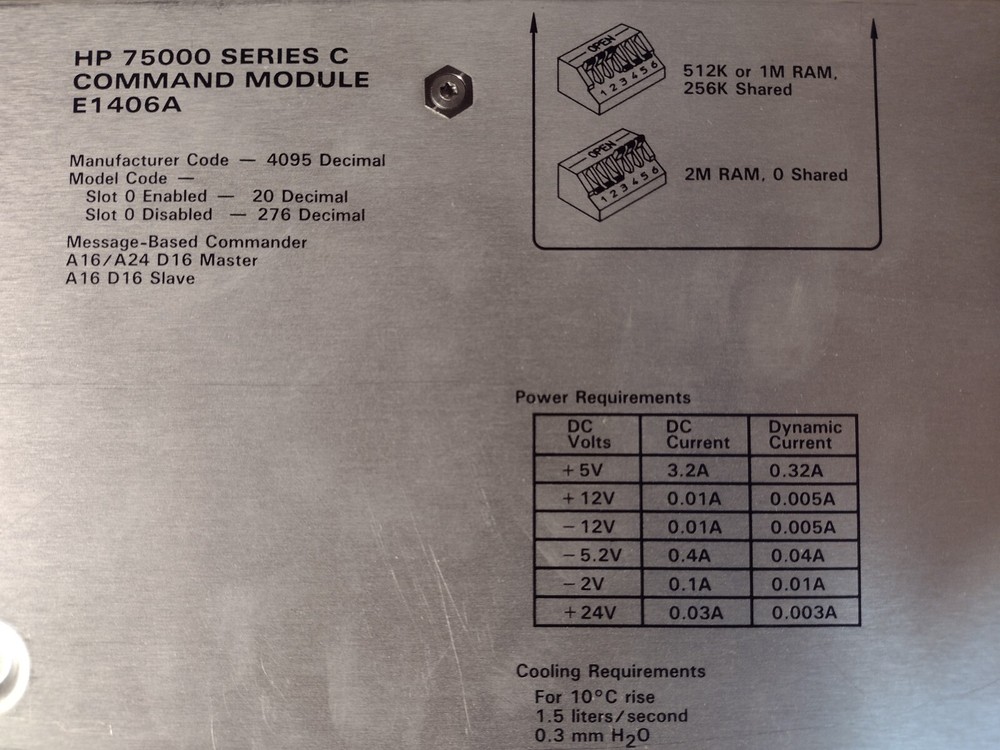 HP 75000 SERIES C
COMMAND MODULE
E1406A
Manufacturer Code — 4095 Decimal
Model Code —
Slot 0 Enabled — 20 Decimal
Slot 0 Disabled — 276 Decimal
Message-Based Commander
A16/A24 D16 Master
A16 D16 Slave
OPEN
1 2 3 4 5 6
512K or 1M RAM,
256K Shared
OPEN
1 2 3 4 5 6
2M RAM, 0 Shared
Power Requirements
DC Volts DC Current Dynamic Current
+5V 3.2A 0.32A
+12V 0.01A 0.005A
−12V 0.01A 0.005A
−5.2V 0.4A 0.04A
−2V 0.1A 0.01A
+24V 0.03A 0.003A
Cooling Requirements
For 10°C rise
1.5 liters/second
0.3 mm H2O